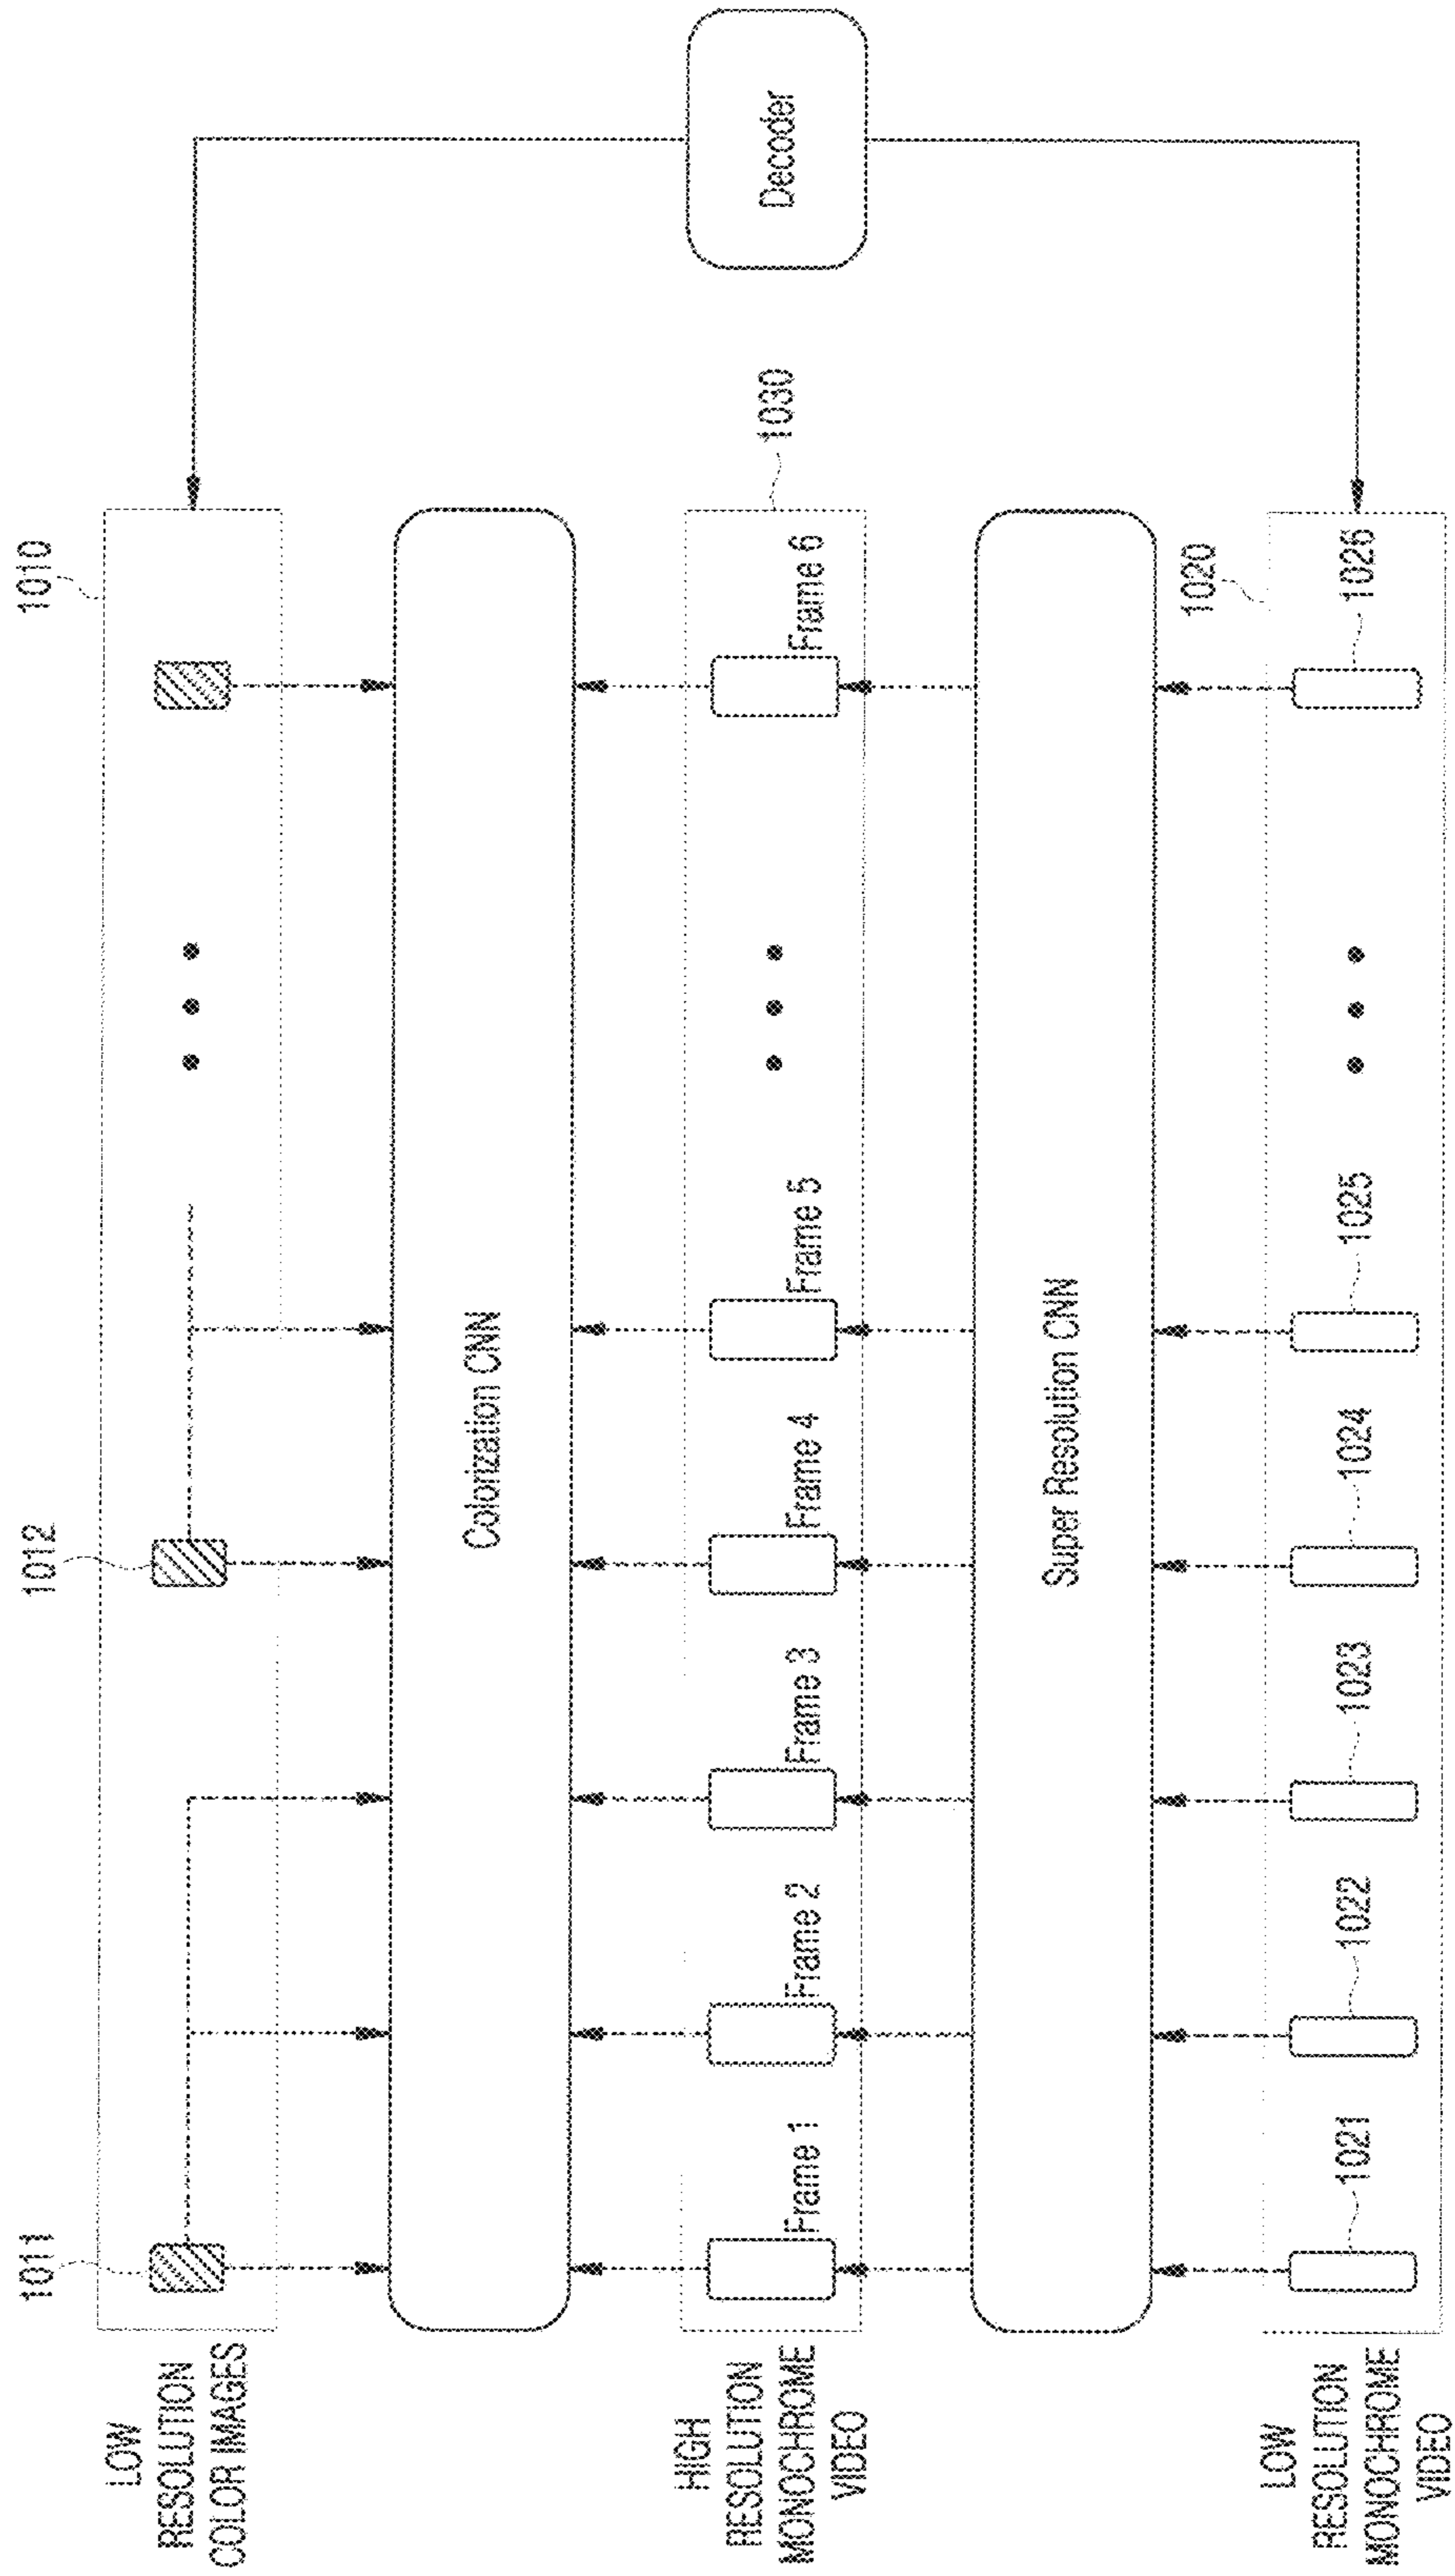 1010
1012
1011
LOW
RESOLUTION
COLOR IMAGES
Colorization CNN
Decoder
1030
HIGH
RESOLUTION
MONOCHROME
VIDEO
Frame 1
Frame 2
Frame 3
Frame 4
Frame 5
Frame 6
Super Resolution CNN
1020
LOW
RESOLUTION
MONOCHROME
VIDEO
1021
1022
1023
1024
1025
1026